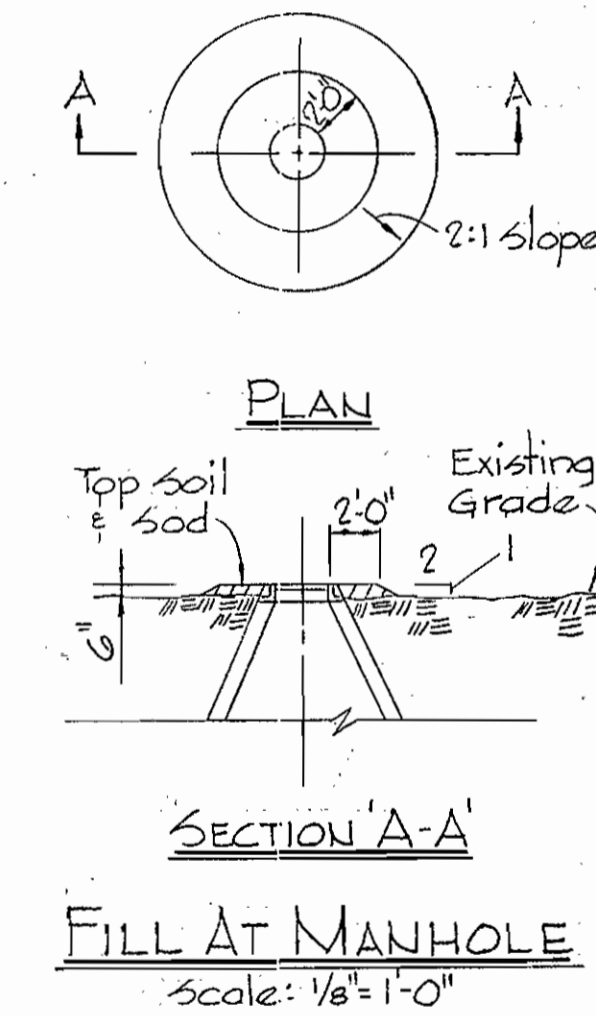 A
A
2'-0"
2:1 Slope
PLAN
Top Soil
& Sod
Existing
Grade
2'-0"
2
1
6"
SECTION 'A-A'
FILL AT MANHOLE
Scale: 1/8" = 1'-0"